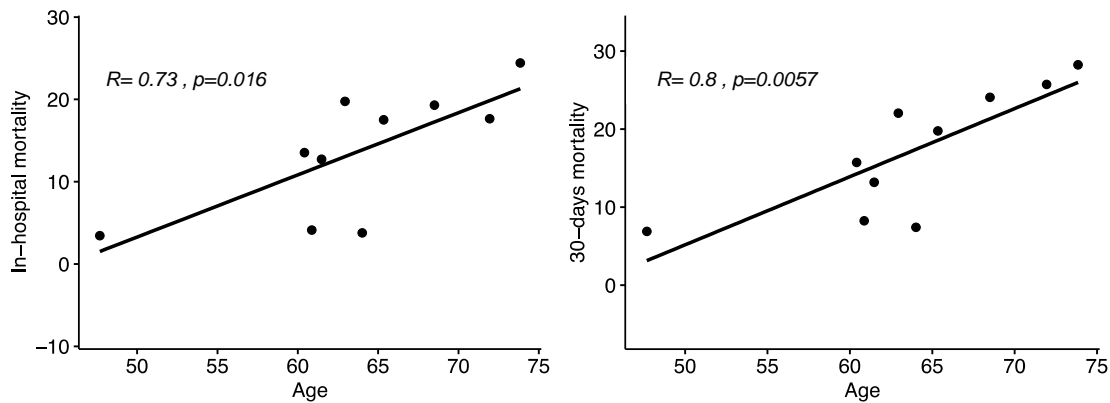 30
20
10
0
−10
In−hospital mortality
R= 0.73 , p=0.016
50 55 60 65 70 75
Age
30
20
10
0
30−days mortality
R= 0.8 , p=0.0057
50 55 60 65 70 75
Age